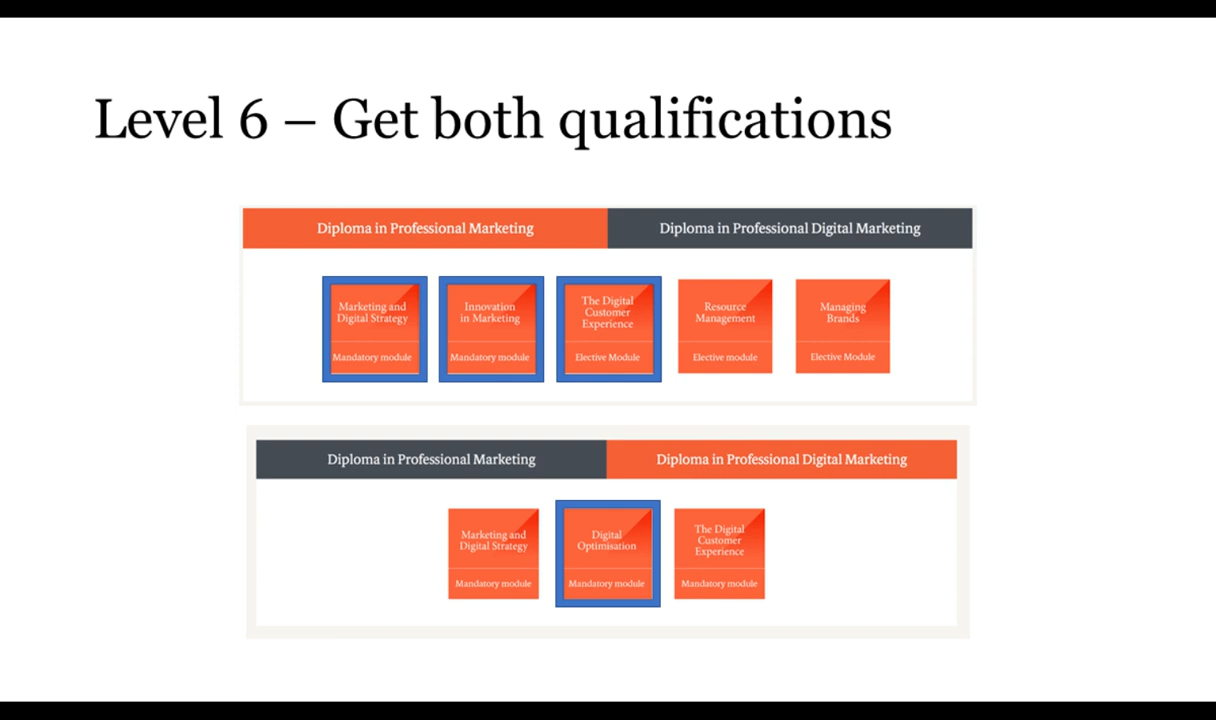 Level 6 – Get both qualifications
Diploma in Professional Marketing
Diploma in Professional Digital Marketing
Marketing and
Digital Strategy
Mandatory module
Innovation
in Marketing
Mandatory module
The Digital
Customer
Experience
Elective Module
Resource
Management
Elective module
Managing
Brands
Elective Module
Diploma in Professional Marketing
Diploma in Professional Digital Marketing
Marketing and
Digital Strategy
Mandatory module
Digital
Optimisation
Mandatory module
The Digital
Customer
Experience
Mandatory module